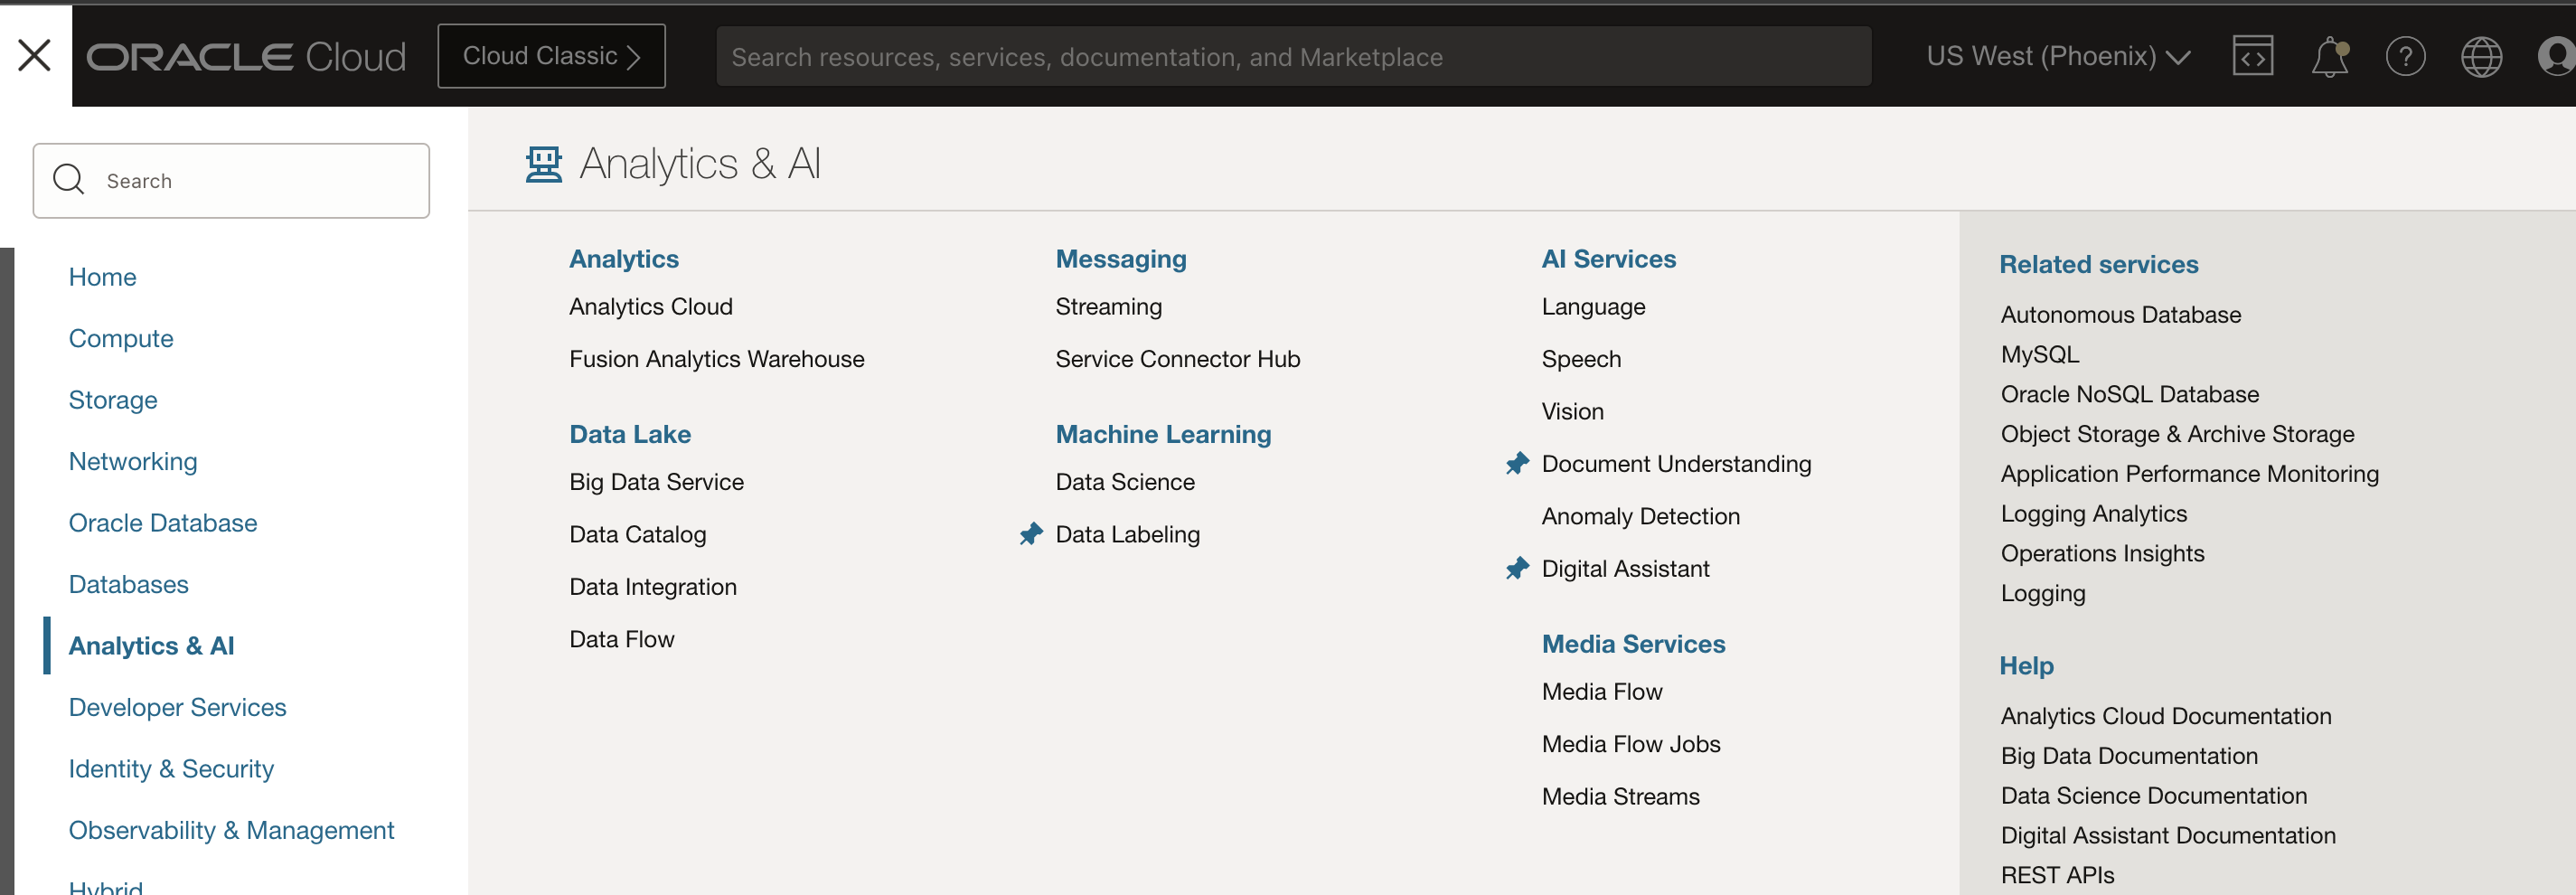 ORACLE Cloud
Cloud Classic
Search resources, services, documentation, and Marketplace
US West (Phoenix)
Search
Home
Compute
Storage
Networking
Oracle Database
Databases
Analytics & AI
Developer Services
Identity & Security
Observability & Management
Hybrid
Analytics & AI
Analytics
Analytics Cloud
Fusion Analytics Warehouse
Data Lake
Big Data Service
Data Catalog
Data Integration
Data Flow
Messaging
Streaming
Service Connector Hub
Machine Learning
Data Science
Data Labeling
AI Services
Language
Speech
Vision
Document Understanding
Anomaly Detection
Digital Assistant
Media Services
Media Flow
Media Flow Jobs
Media Streams
Related services
Autonomous Database
MySQL
Oracle NoSQL Database
Object Storage & Archive Storage
Application Performance Monitoring
Logging Analytics
Operations Insights
Logging
Help
Analytics Cloud Documentation
Big Data Documentation
Data Science Documentation
Digital Assistant Documentation
REST APIs